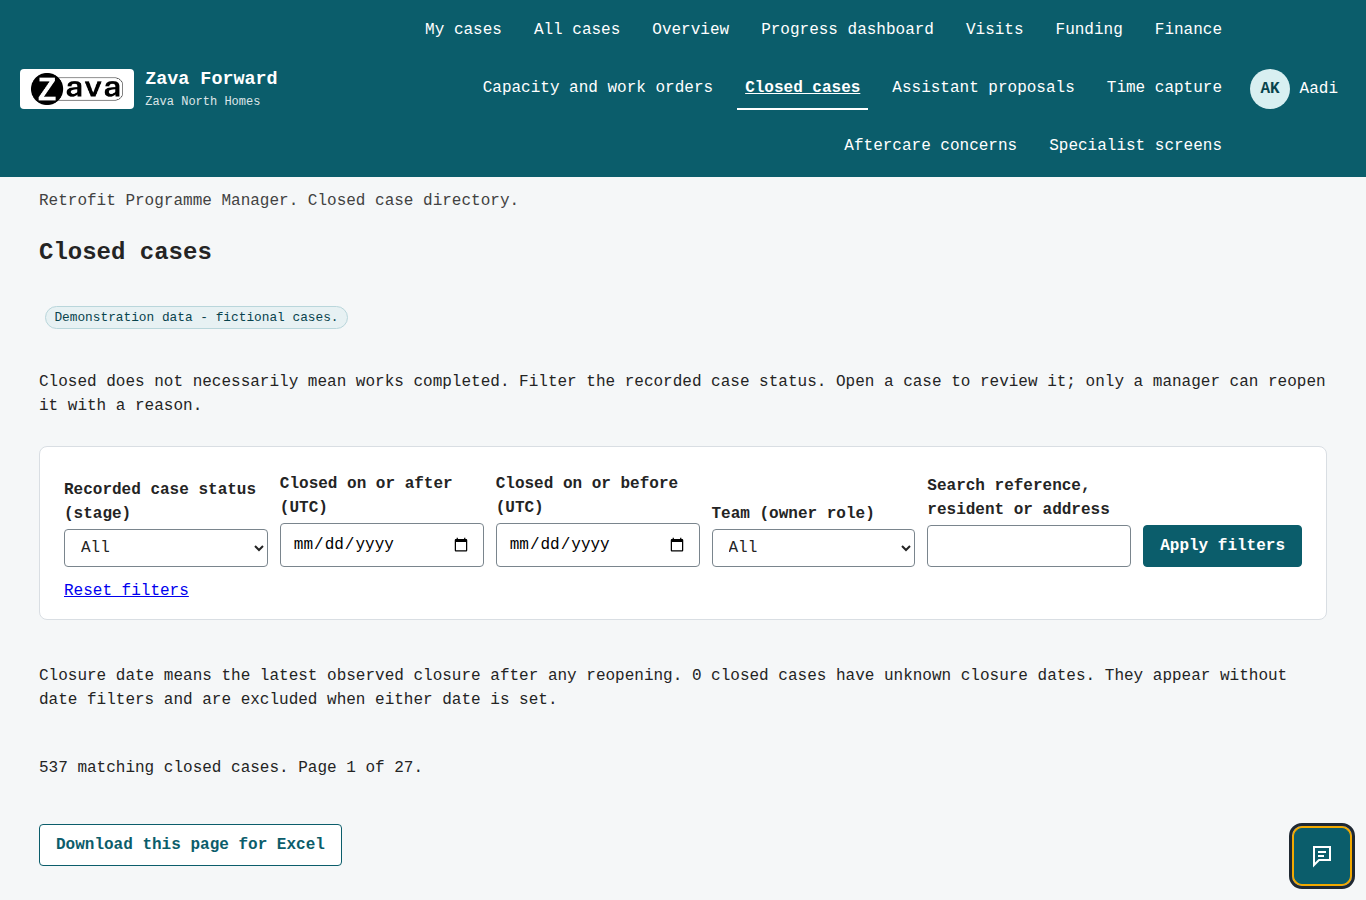 My cases
All cases
Overview
Progress dashboard
Visits
Funding
Finance
Zava
Zava Forward
Zava North Homes
Capacity and work orders
Closed cases
Assistant proposals
Time capture
AK
Aadi
Aftercare concerns
Specialist screens
Retrofit Programme Manager. Closed case directory.
Closed cases
Demonstration data - fictional cases.
Closed does not necessarily mean works completed. Filter the recorded case status. Open a case to review it; only a manager can reopen
it with a reason.
Recorded case status
(stage)
All
Closed on or after
(UTC)
mm/dd/yyyy
Closed on or before
(UTC)
mm/dd/yyyy
Team (owner role)
All
Search reference,
resident or address
Apply filters
Reset filters
Closure date means the latest observed closure after any reopening. 0 closed cases have unknown closure dates. They appear without
date filters and are excluded when either date is set.
537 matching closed cases. Page 1 of 27.
Download this page for Excel